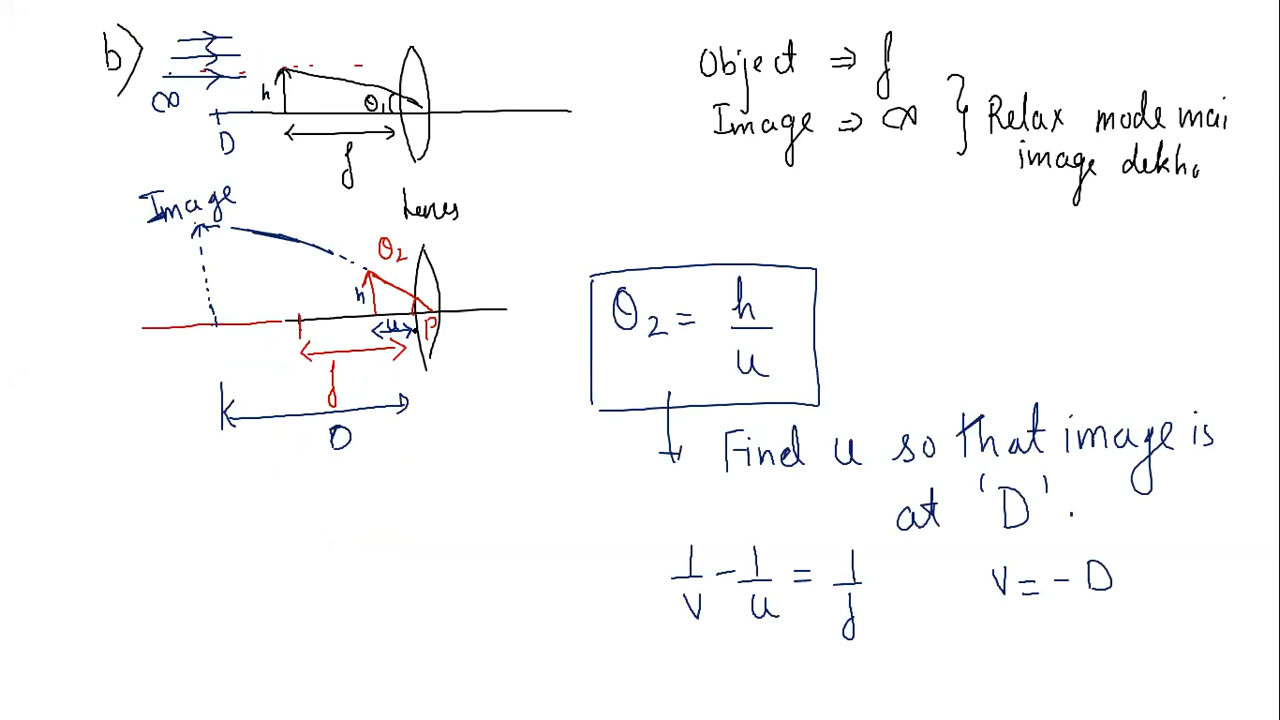 b)
∞
D
h
θ₁
f
Object ⇒ f
Image ⇒ ∞ } Relax mode mai
image dekh
Image
Lens
θ₂
h
u
P
f
D
θ₂ = h/u
Find u so that image is
at 'D'.
1/v - 1/u = 1/f
v = - D